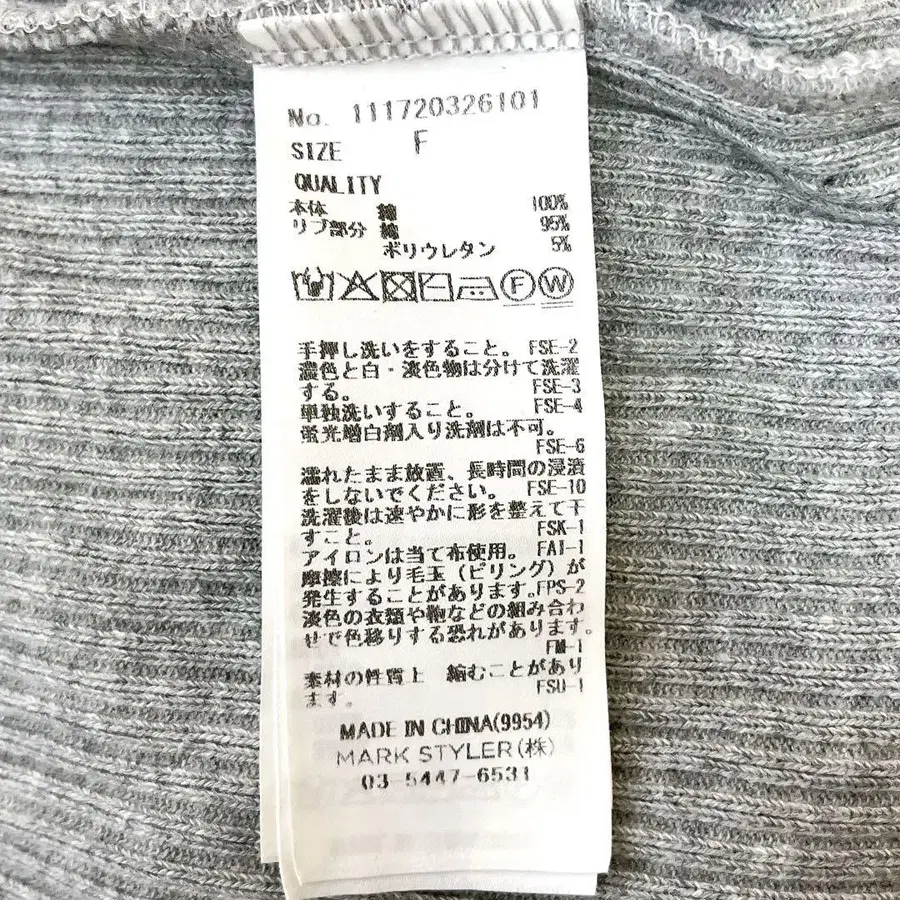 No. 111720326101
SIZE F
QUALITY
本体 綿 100%
リブ部分 綿 95%
ポリウレタン 5%
F W
手押し洗いをすること。 FSE-2
濃色と白・淡色物は分けて洗濯
する。 FSE-3
単独洗いすること。 FSE-4
蛍光増白剤入り洗剤は不可。
FSE-6
濡れたまま放置、長時間の浸漬
をしないでください。 FSE-10
洗濯後は速やかに形を整えて干
すこと。 FSK-1
アイロンは当て布使用。 FAI-1
摩擦により毛玉（ピリング）が
発生することがあります。FPS-2
淡色の衣類や鞄などの組み合わ
せで色移りする恐れがあります。
FM-1
素材の性質上 縮むことがあり
ます。 FSU-1
MADE IN CHINA(9954)
MARK STYLER(株)
03-5447-6531